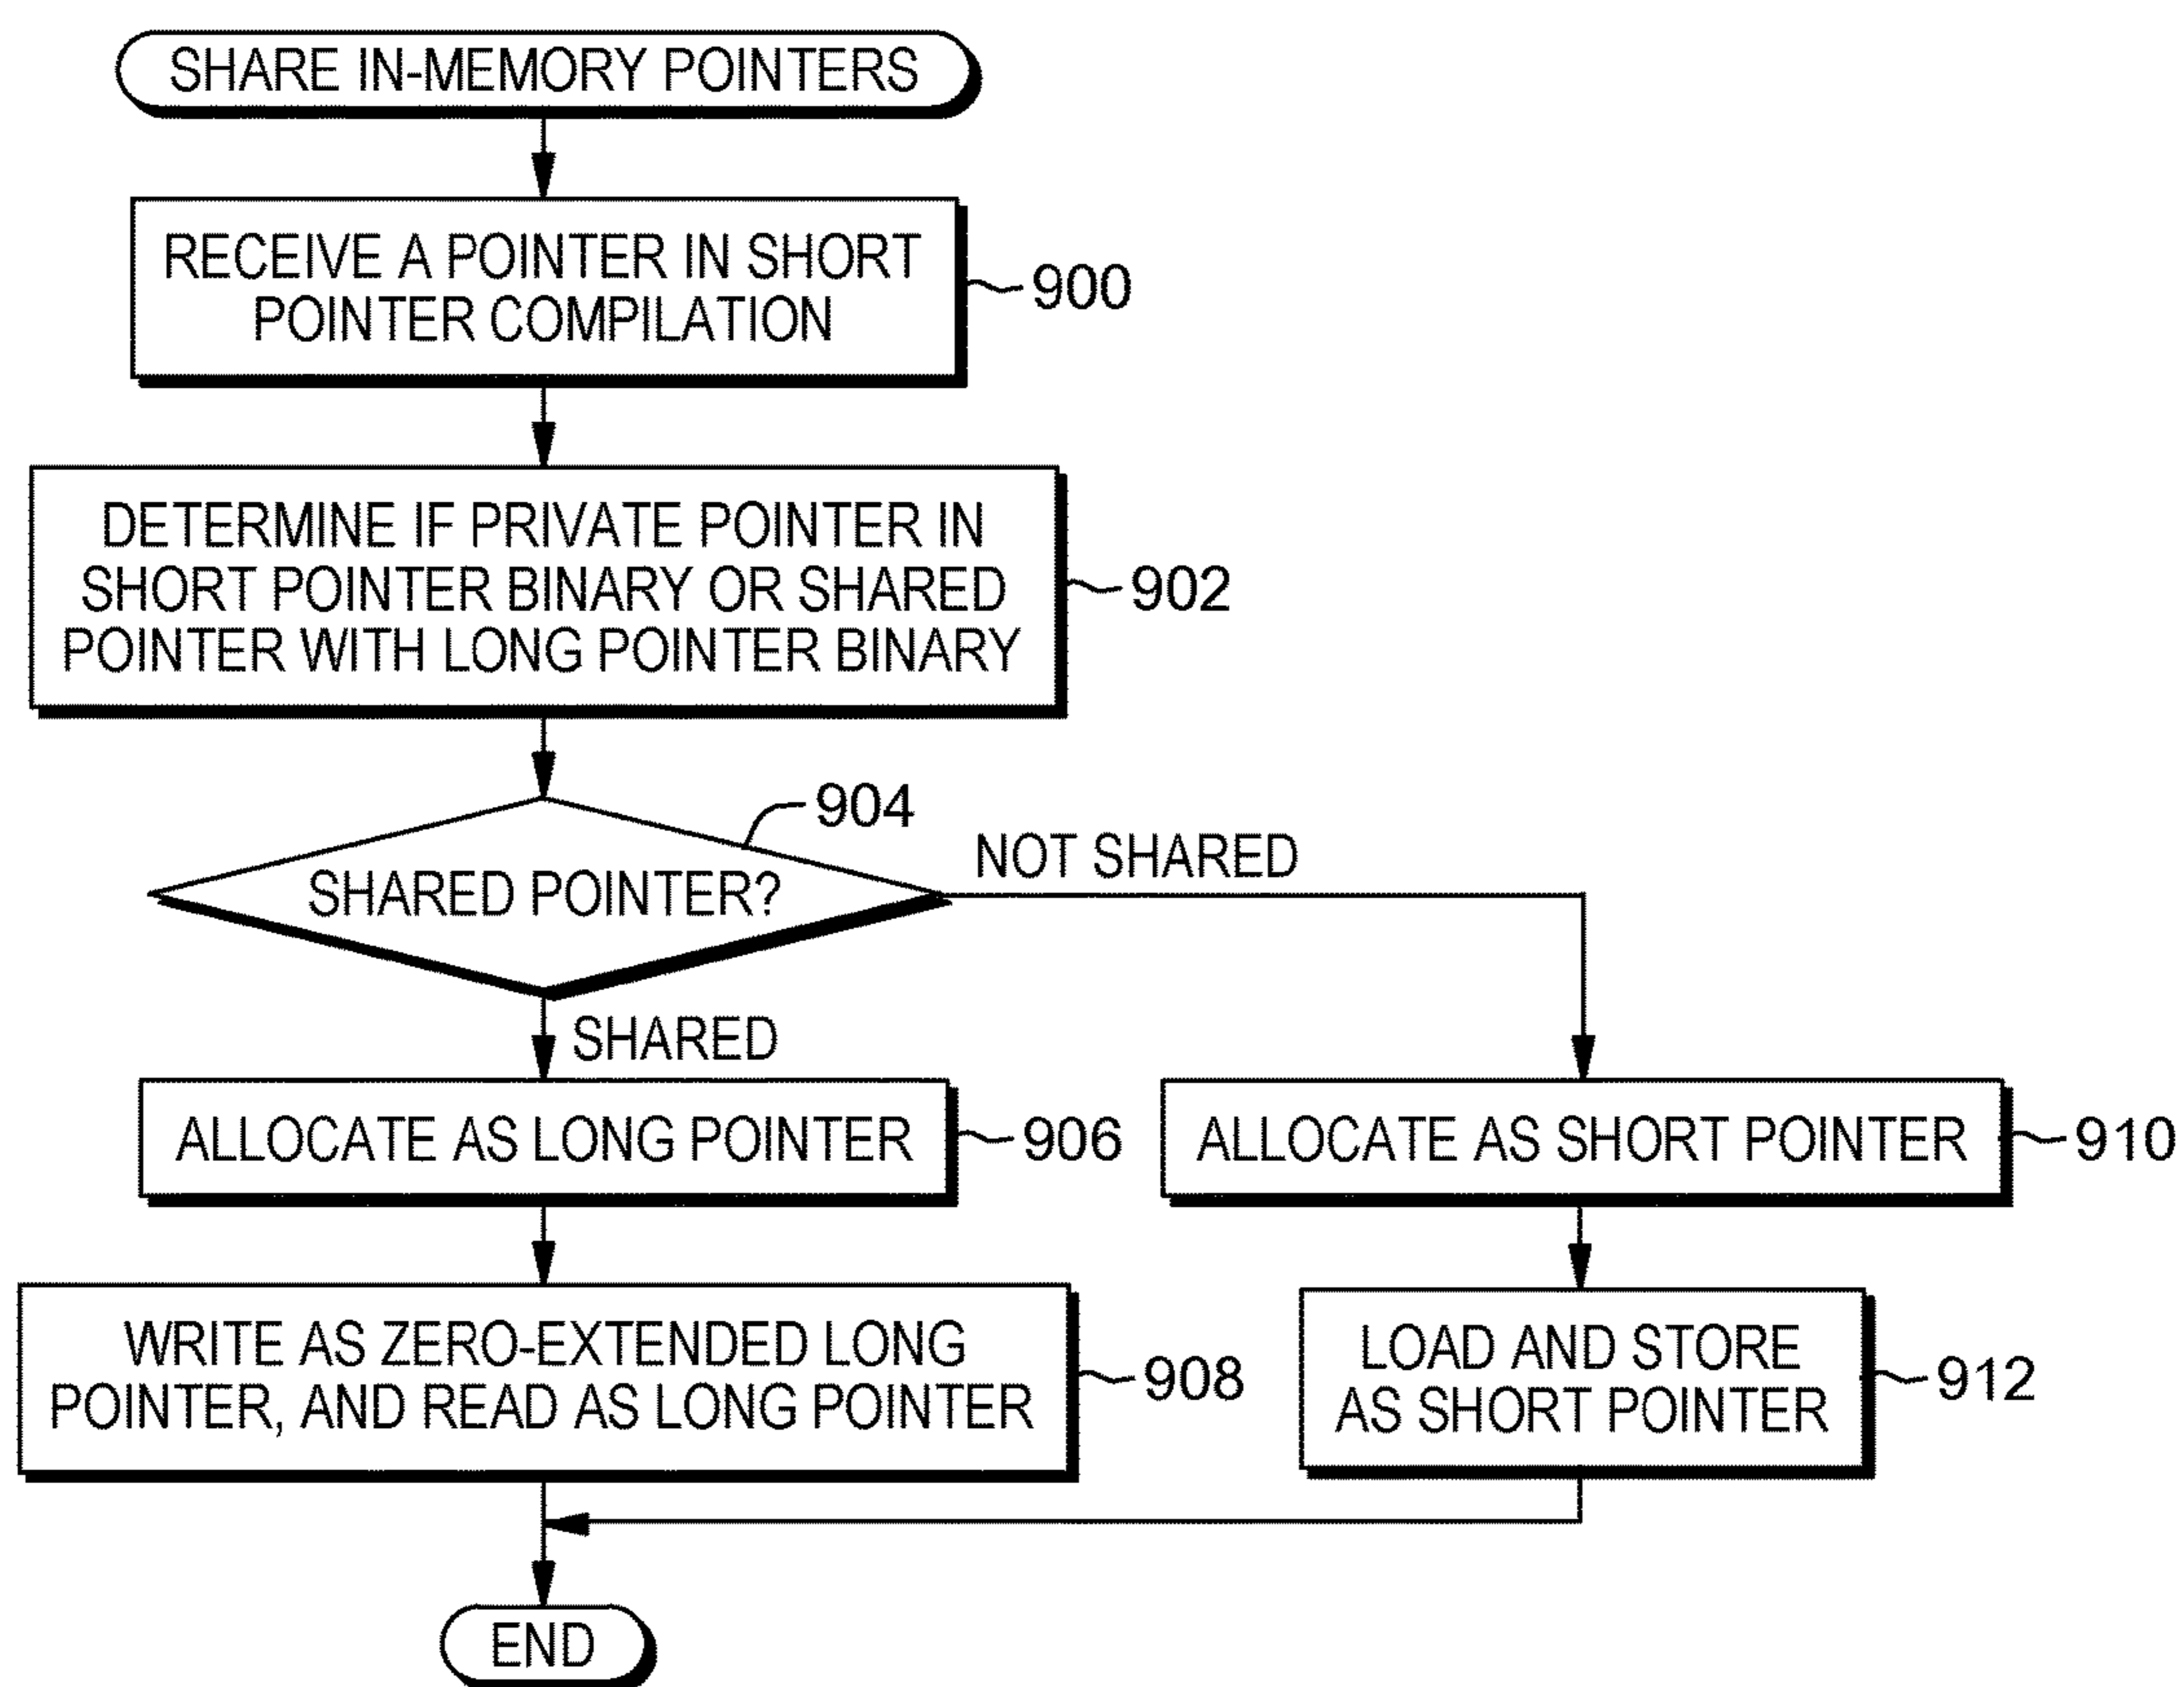 SHARE IN-MEMORY POINTERS
RECEIVE A POINTER IN SHORT
POINTER COMPILATION
900
DETERMINE IF PRIVATE POINTER IN
SHORT POINTER BINARY OR SHARED
POINTER WITH LONG POINTER BINARY
902
904
SHARED POINTER?
NOT SHARED
SHARED
ALLOCATE AS LONG POINTER
906
ALLOCATE AS SHORT POINTER
910
WRITE AS ZERO-EXTENDED LONG
POINTER, AND READ AS LONG POINTER
908
LOAD AND STORE
AS SHORT POINTER
912
END